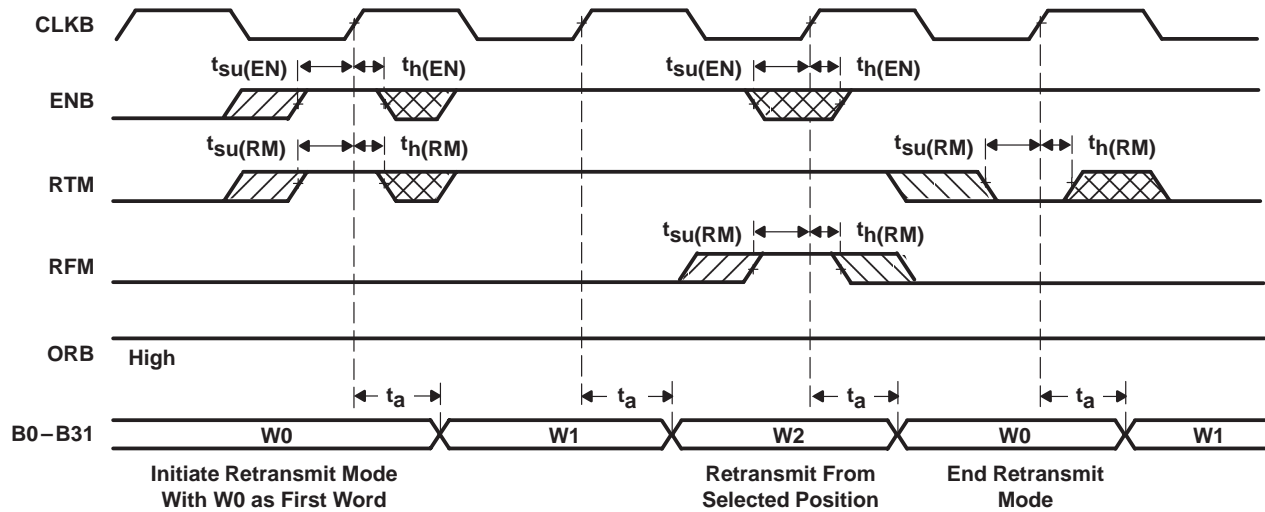 CLKB
tsu(EN) th(EN) tsu(EN) th(EN)
ENB
tsu(RM) th(RM) tsu(RM) th(RM)
RTM
tsu(RM) th(RM)
RFM
ORB High
ta ta ta ta
B0–B31 W0 W1 W2 W0 W1
Initiate Retransmit Mode Retransmit From End Retransmit
With W0 as First Word Selected Position Mode